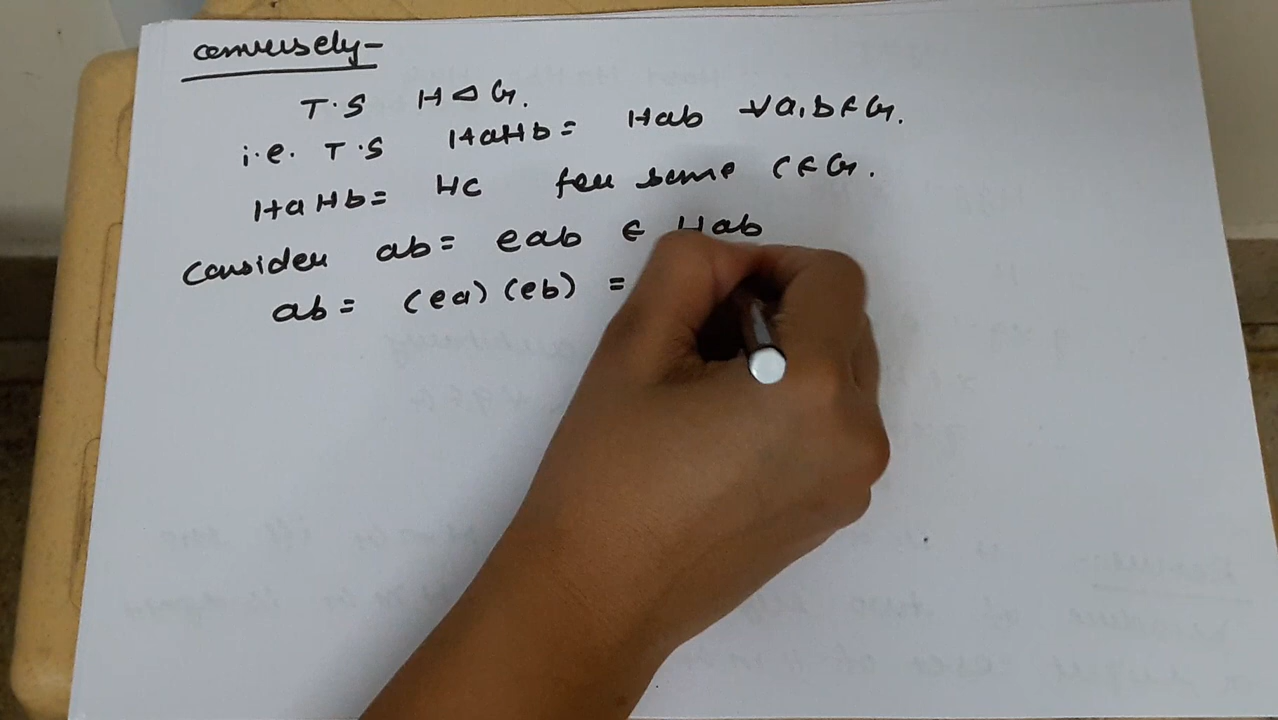 conversely-
T.S H⊲G.
i.e. T.S HaHb = Hab ∀a,b∈G.
HaHb = Hc for some c∈G.
Consider ab = eab ∈ Hab
ab = (ea) (eb) =